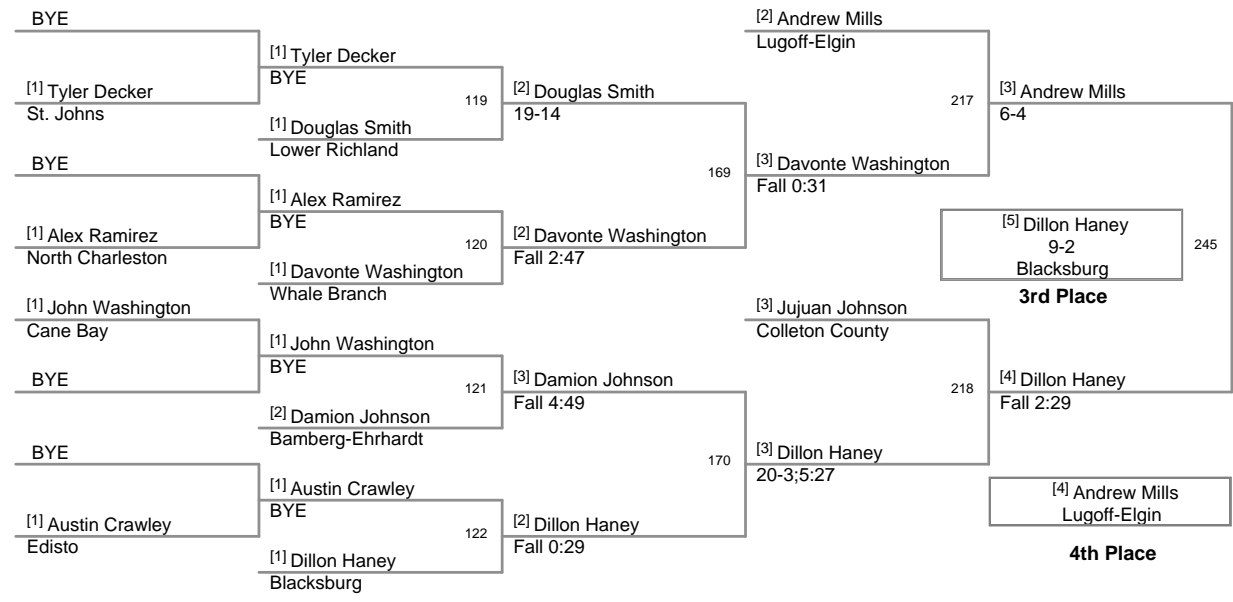 BYE
[1] Tyler Decker
St. Johns
BYE
[1] Alex Ramirez
North Charleston
[1] John Washington
Cane Bay
BYE
BYE
[1] Austin Crawley
Edisto
[1] Tyler Decker
BYE
119
[1] Douglas Smith
Lower Richland
[1] Alex Ramirez
BYE
120
[1] Davonte Washington
Whale Branch
[1] John Washington
BYE
121
[2] Damion Johnson
Bamberg-Ehrhardt
[1] Austin Crawley
BYE
122
[1] Dillon Haney
Blacksburg
[2] Douglas Smith
19-14
169
[2] Davonte Washington
Fall 2:47
[3] Damion Johnson
Fall 4:49
170
[2] Dillon Haney
Fall 0:29
[2] Andrew Mills
Lugoff-Elgin
217
[3] Davonte Washington
Fall 0:31
[3] Jujuan Johnson
Colleton County
218
[3] Dillon Haney
20-3;5:27
[3] Andrew Mills
6-4
[5] Dillon Haney
9-2
Blacksburg
245
3rd Place
[4] Dillon Haney
Fall 2:29
[4] Andrew Mills
Lugoff-Elgin
4th Place